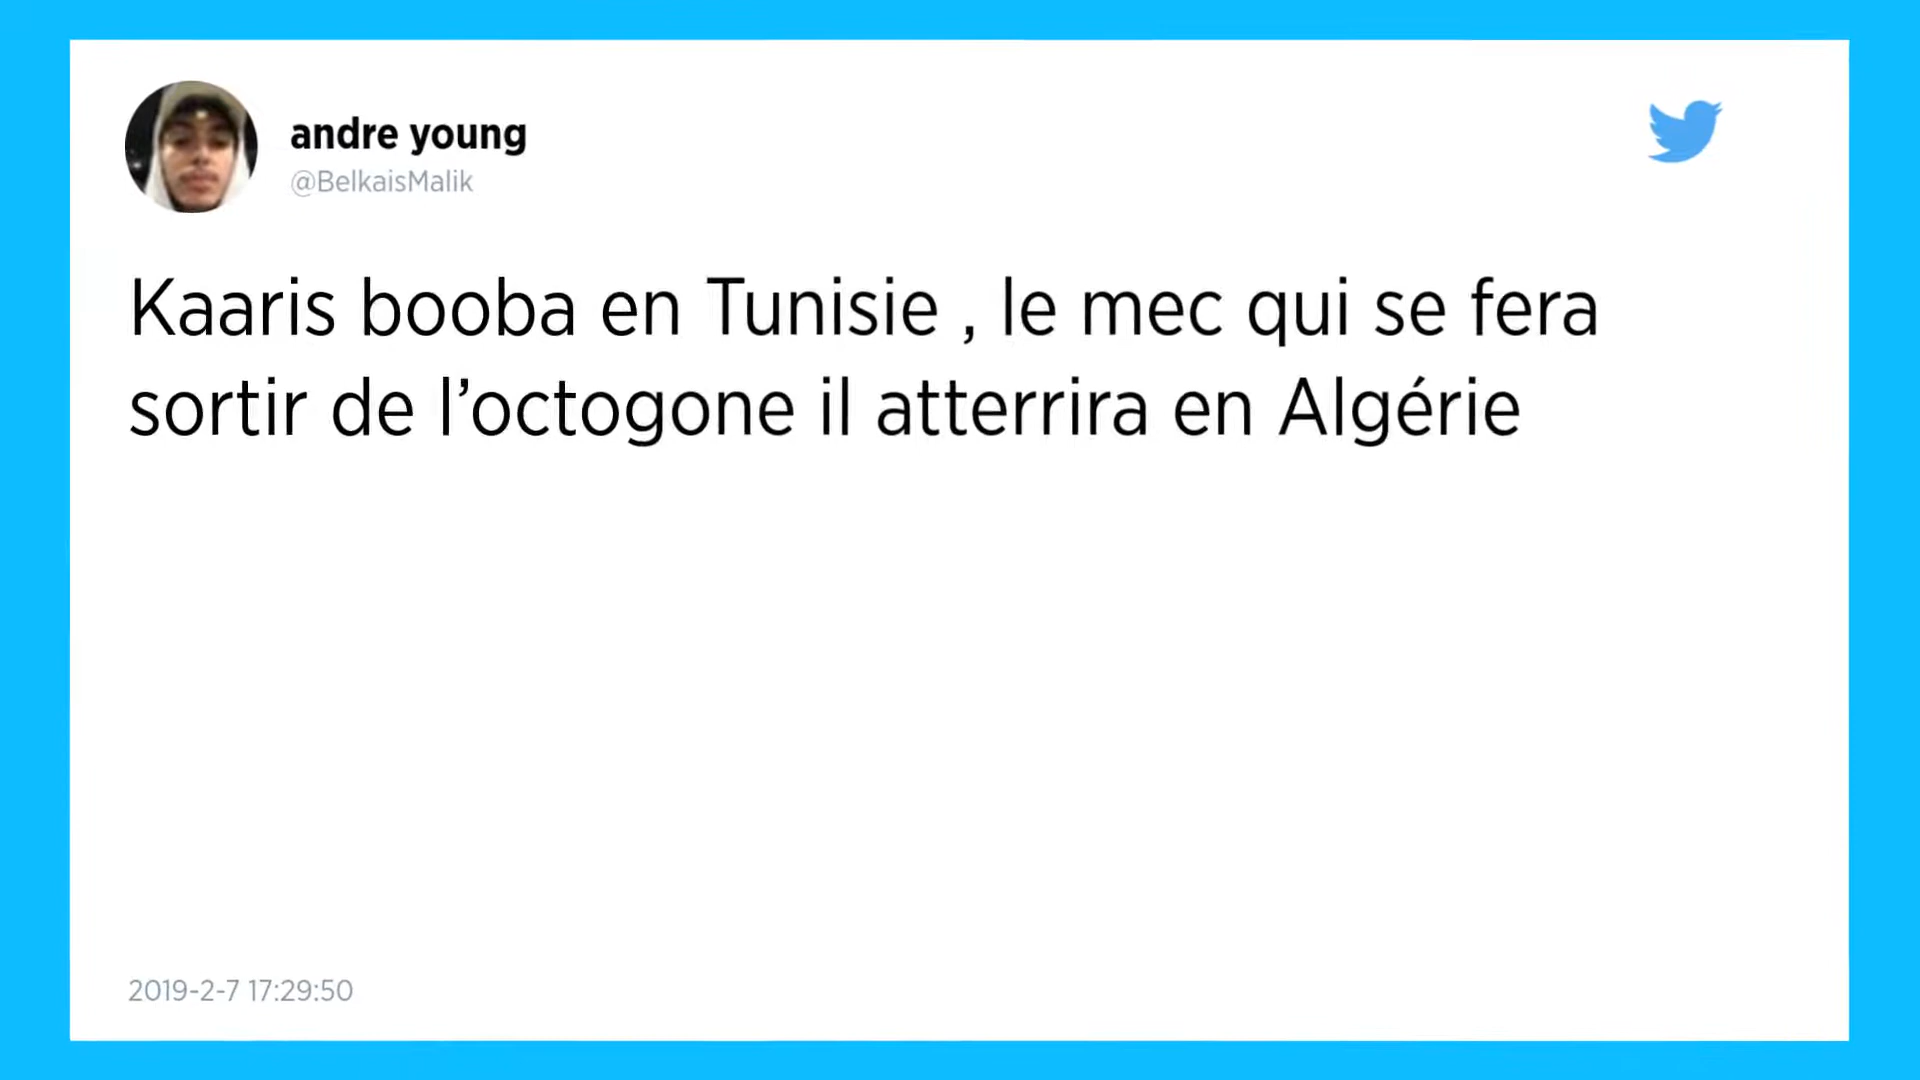 andre young
@BelkaisMalik
Kaaris booba en Tunisie , le mec qui se fera
sortir de l’octogone il atterrira en Algérie
2019-2-7 17:29:50